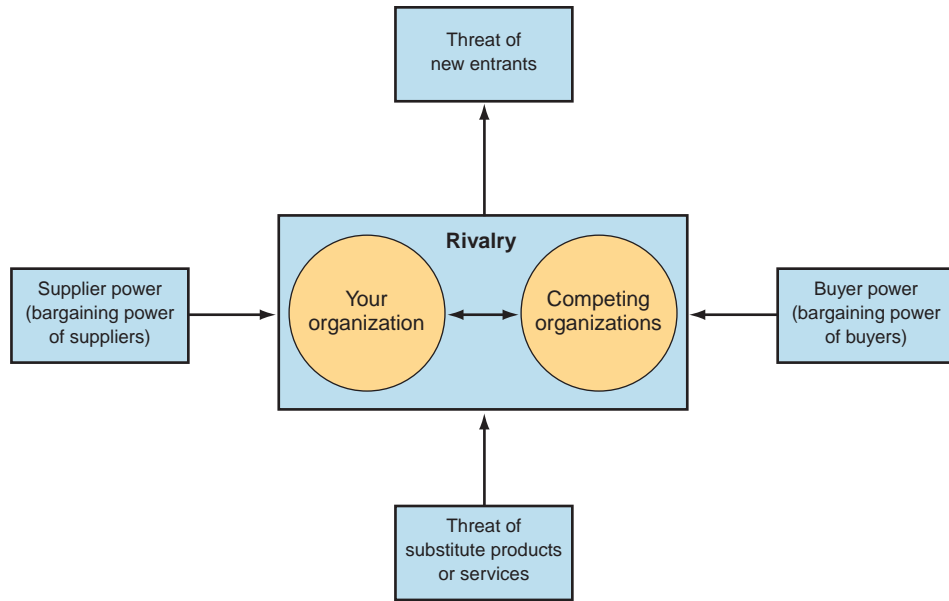 Threat of
new entrants
Rivalry
Supplier power
(bargaining power
of suppliers)
Your
organization
Competing
organizations
Buyer power
(bargaining power
of buyers)
Threat of
substitute products
or services